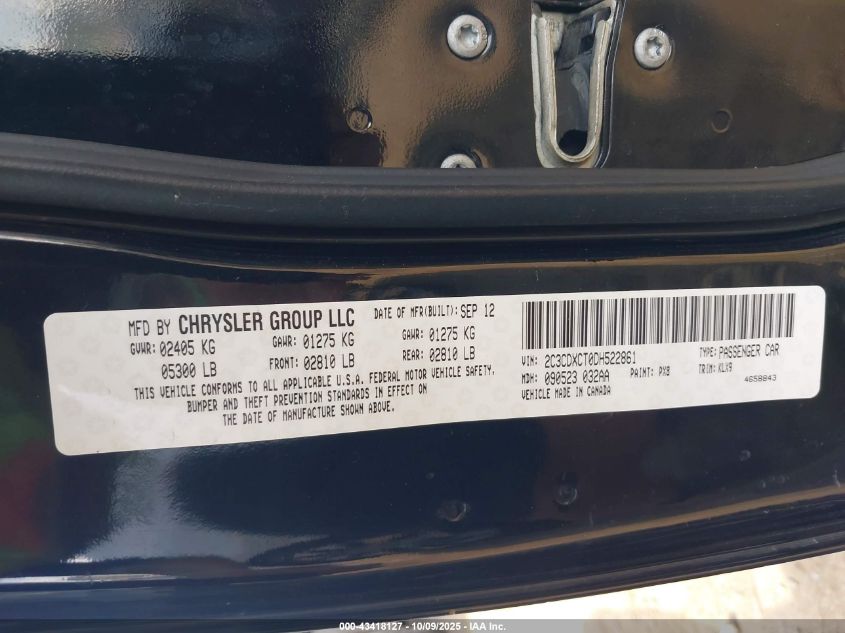 MFD BY CHRYSLER GROUP LLC DATE OF MFR(BUILT): SEP 12
GVWR: 02405 KG GAWR: 01275 KG GAWR: 01275 KG
05300 LB FRONT: 02810 LB REAR: 02810 LB
THIS VEHICLE CONFORMS TO ALL APPLICABLE U.S.A. FEDERAL MOTOR VEHICLE SAFETY,
BUMPER AND THEFT PREVENTION STANDARDS IN EFFECT ON
THE DATE OF MANUFACTURE SHOWN ABOVE.
VIN: 2C3CDXCT0DH522861 TYPE: PASSENGER CAR
MDH: 090523 032AA PAINT: PX8 TRIM: KLX9
VEHICLE MADE IN CANADA 4658843
000-43418127 - 10/09/2025 - Copyright © IAA, Inc.